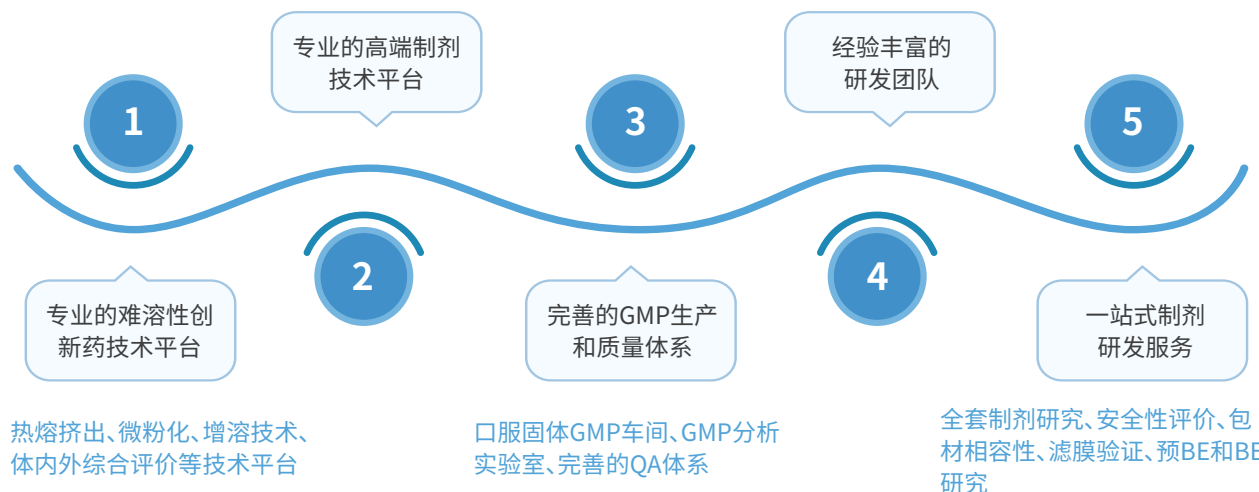 1
专业的难溶性创
新药技术平台
热熔挤出、微粉化、增溶技术、
体内外综合评价等技术平台
专业的高端制剂
技术平台
2
3
完善的GMP生产
和质量体系
口服固体GMP车间、GMP分析
实验室、完善的QA体系
经验丰富的
研发团队
4
5
一站式制剂
研发服务
全套制剂研究、安全性评价、包
材相容性、滤膜验证、预BE和BE
研究